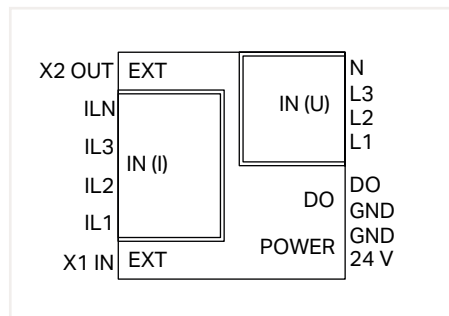 X2 OUT EXT
N
ILN
L3
IN (U)
L2
IL3
L1
IN (I)
IL2
DO
DO
IL1
GND
GND
POWER
X1 IN EXT
24 V